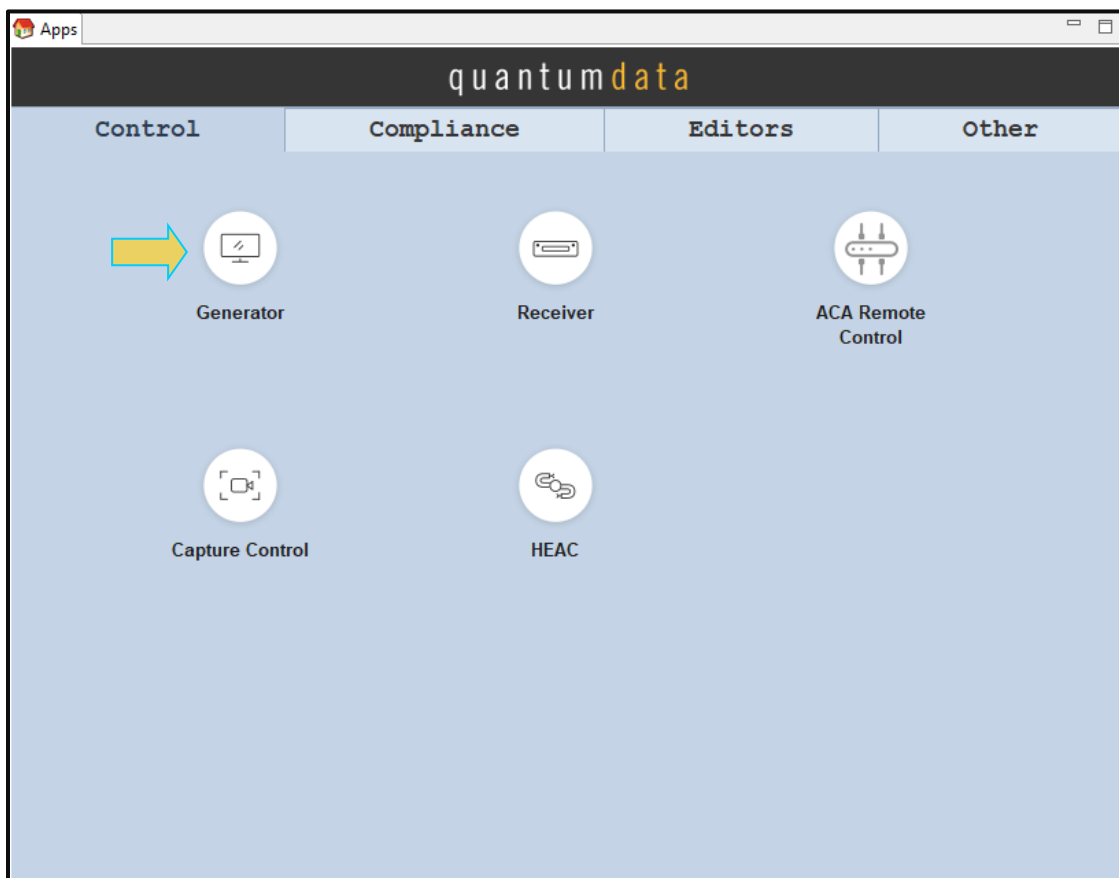 Apps
quantumdata
Control Compliance Editors Other
Generator Receiver ACA Remote
Control
Capture Control HEAC